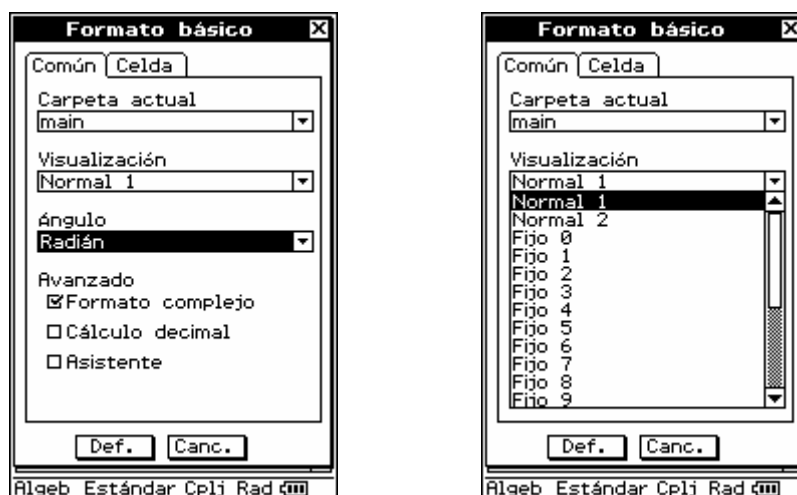 Formato básico
Común Celda
Carpeta actual
main
Visualización
Normal 1
Ángulo
Radián
Avanzado
Formato complejo
Cálculo decimal
Asistente
Def. Canc.
Algeb Estándar Cplj Rad
Formato básico
Común Celda
Carpeta actual
main
Visualización
Normal 1
Normal 1
Normal 2
Fijo 0
Fijo 1
Fijo 2
Fijo 3
Fijo 4
Fijo 5
Fijo 6
Fijo 7
Fijo 8
Fijo 9
Def. Canc.
Algeb Estándar Cplj Rad